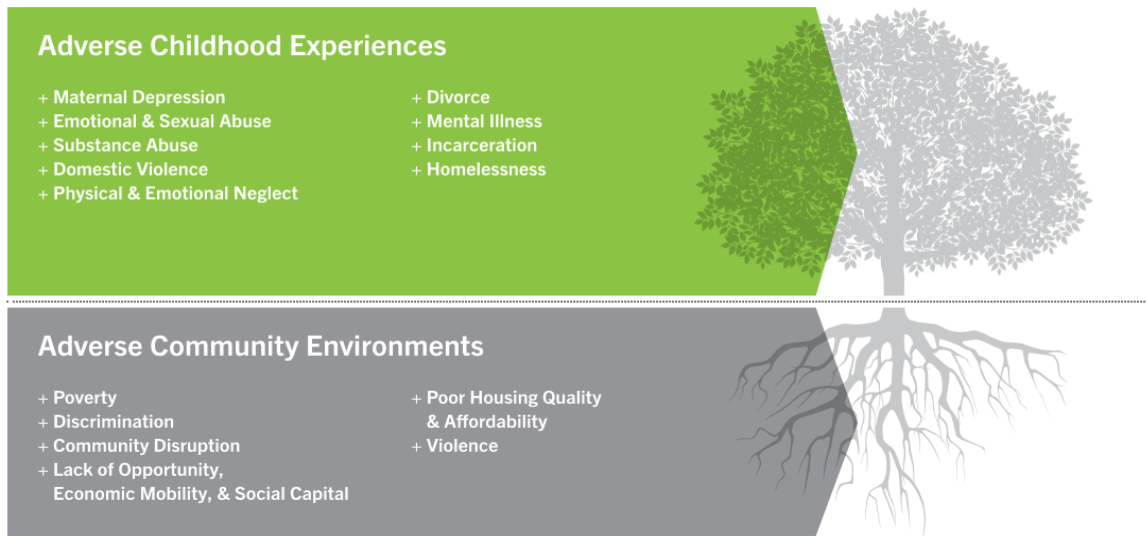 Adverse Childhood Experiences
+ Maternal Depression
+ Emotional & Sexual Abuse
+ Substance Abuse
+ Domestic Violence
+ Physical & Emotional Neglect
+ Divorce
+ Mental Illness
+ Incarceration
+ Homelessness
Adverse Community Environments
+ Poverty
+ Discrimination
+ Community Disruption
+ Lack of Opportunity,
Economic Mobility, & Social Capital
+ Poor Housing Quality
& Affordability
+ Violence